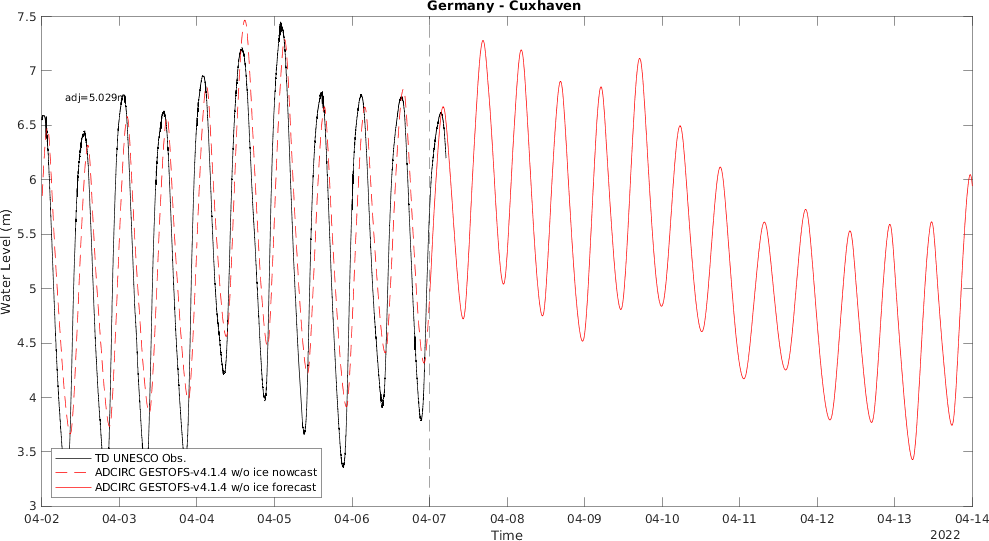 Germany - Cuxhaven
7.5
7
6.5
6
5.5
5
4.5
4
3.5
3
Water Level (m)
adj=5.029m
TD UNESCO Obs.
ADCIRC GESTOFS-v4.1.4 w/o ice nowcast
ADCIRC GESTOFS-v4.1.4 w/o ice forecast
04-02 04-03 04-04 04-05 04-06 04-07 04-08 04-09 04-10 04-11 04-12 04-13 04-14
Time
2022